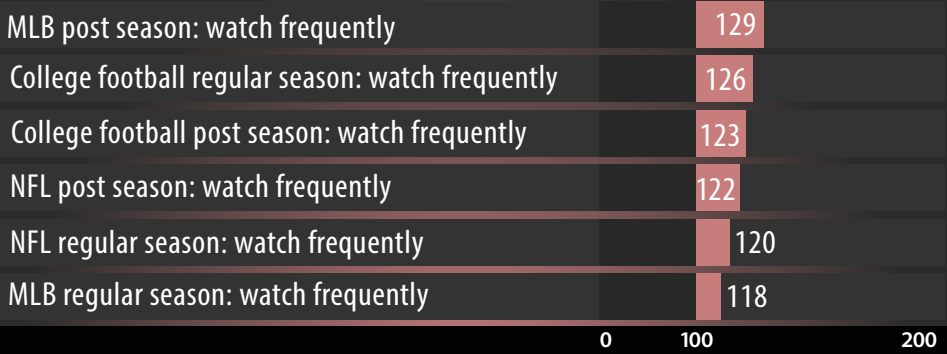 MLB post season: watch frequently 129
College football regular season: watch frequently 126
College football post season: watch frequently 123
NFL post season: watch frequently 122
NFL regular season: watch frequently 120
MLB regular season: watch frequently 118
0 100 200